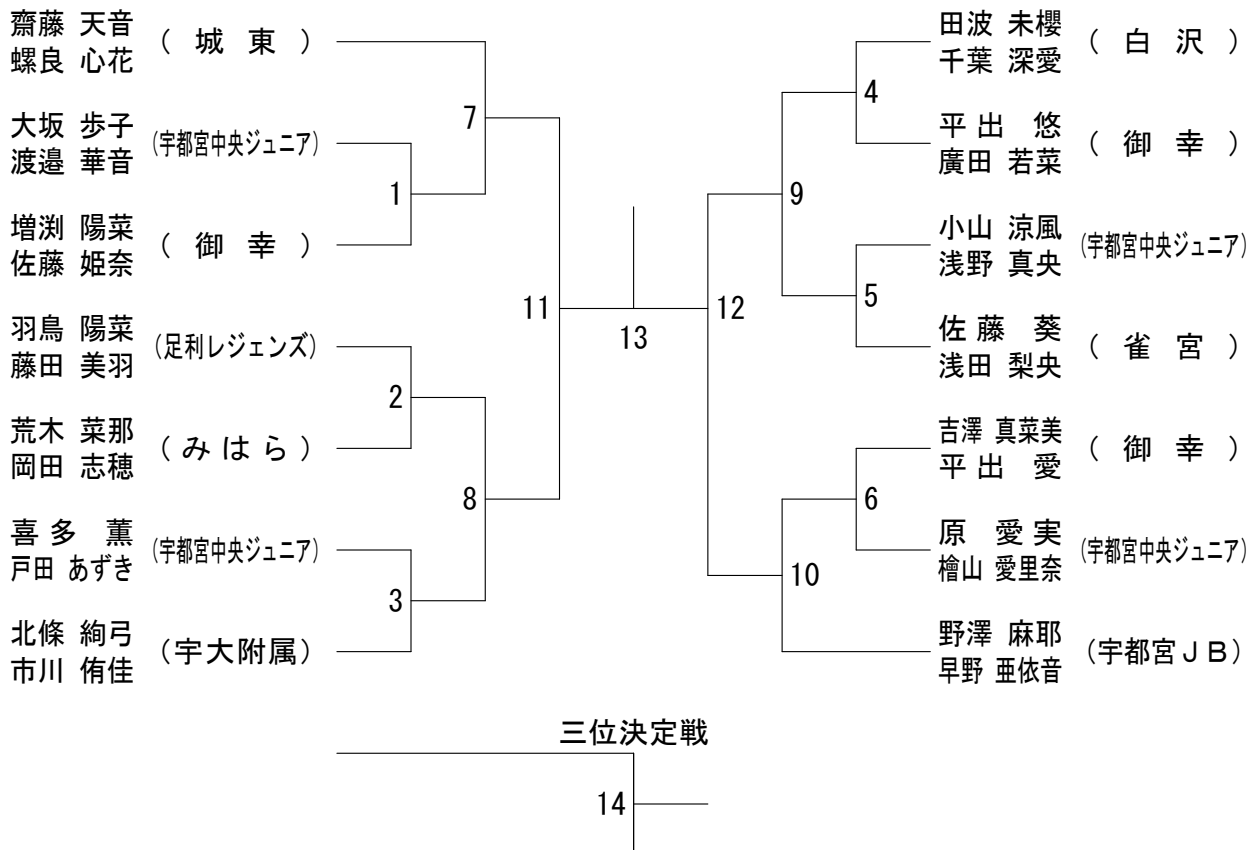 齋藤 天音
螺良 心花
( 城 東 )
大坂 歩子
渡邉 華音
(宇都宮中央ジュニア)
増渕 陽菜
佐藤 姫奈
( 御 幸 )
羽鳥 陽菜
藤田 美羽
(足利レジェンズ)
荒木 菜那
岡田 志穂
( み は ら )
喜 多 薫
戸田 あずき
(宇都宮中央ジュニア)
北條 絢弓
市川 侑佳
(宇大附属)
1
2
3
7
8
11
13
12
9
10
4
5
6
田波 未櫻
千葉 深愛
( 白 沢 )
平 出 悠
廣田 若菜
( 御 幸 )
小山 涼風
浅野 真央
(宇都宮中央ジュニア)
佐 藤 葵
浅田 梨央
( 雀 宮 )
吉澤 真菜美
平 出 愛
( 御 幸 )
原 愛 実
檜山 愛里奈
(宇都宮中央ジュニア)
野澤 麻耶
早野 亜依音
(宇都宮ＪＢ)
三位決定戦
14